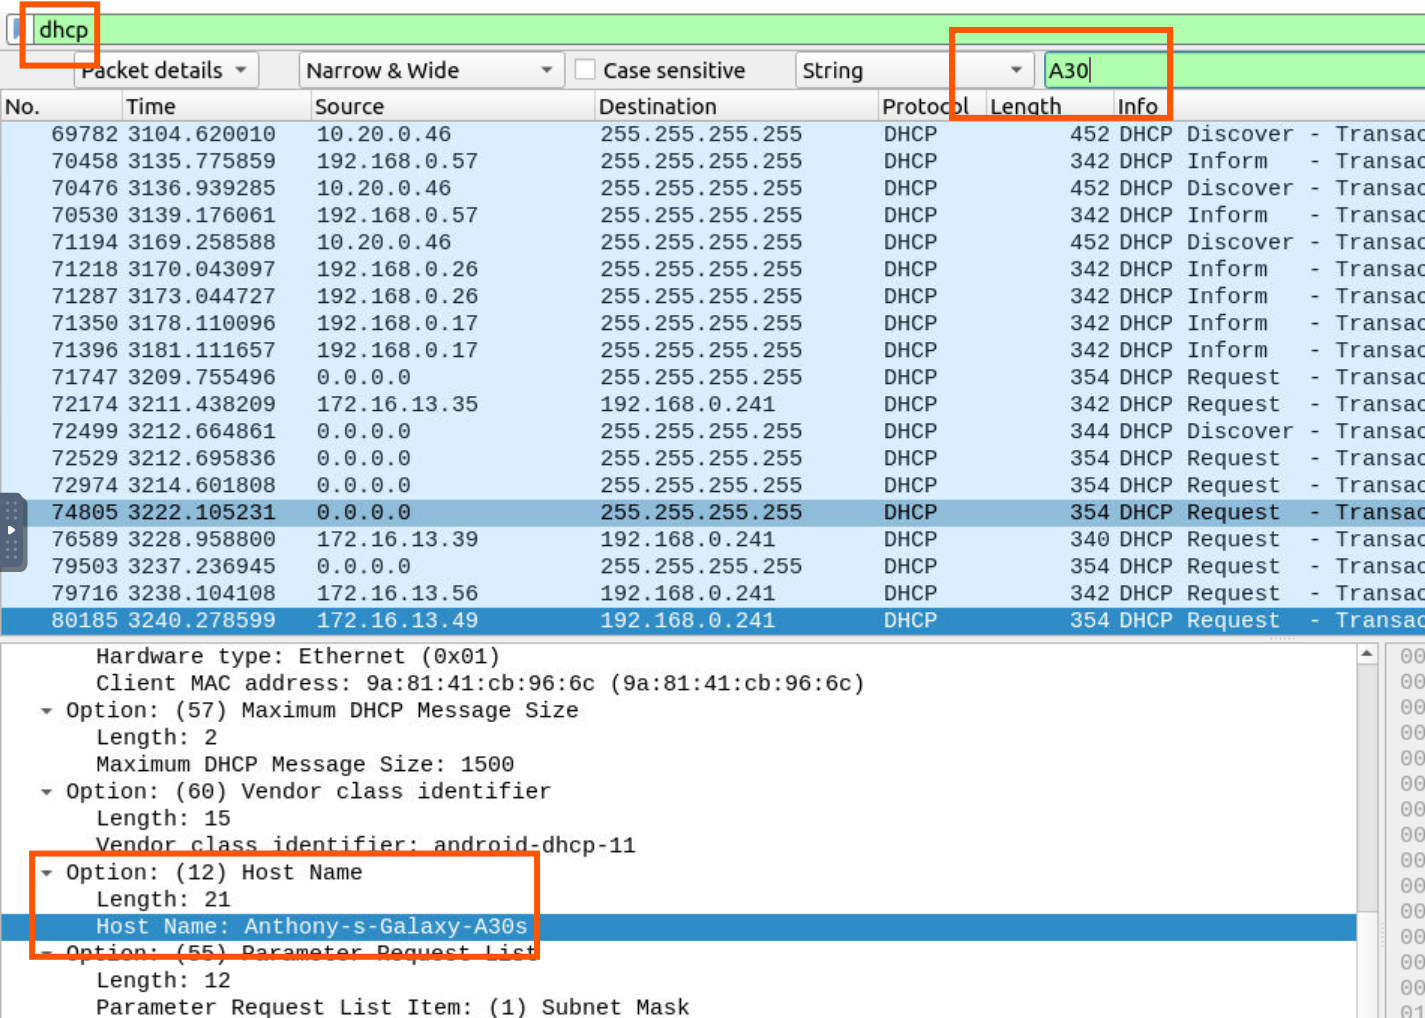 dhcp
Packet details Narrow & Wide Case sensitive String A30
No. Time Source Destination Protocol Length Info
69782 3104.620010 10.20.0.46 255.255.255.255 DHCP 452 DHCP Discover - Transac
70458 3135.775859 192.168.0.57 255.255.255.255 DHCP 342 DHCP Inform - Transac
70476 3136.939285 10.20.0.46 255.255.255.255 DHCP 452 DHCP Discover - Transac
70530 3139.176061 192.168.0.57 255.255.255.255 DHCP 342 DHCP Inform - Transac
71194 3169.258588 10.20.0.46 255.255.255.255 DHCP 452 DHCP Discover - Transac
71218 3170.043097 192.168.0.26 255.255.255.255 DHCP 342 DHCP Inform - Transac
71287 3173.044727 192.168.0.26 255.255.255.255 DHCP 342 DHCP Inform - Transac
71350 3178.110096 192.168.0.17 255.255.255.255 DHCP 342 DHCP Inform - Transac
71396 3181.111657 192.168.0.17 255.255.255.255 DHCP 342 DHCP Inform - Transac
71747 3209.755496 0.0.0.0 255.255.255.255 DHCP 354 DHCP Request - Transac
72174 3211.438209 172.16.13.35 192.168.0.241 DHCP 342 DHCP Request - Transac
72499 3212.664861 0.0.0.0 255.255.255.255 DHCP 344 DHCP Discover - Transac
72529 3212.695836 0.0.0.0 255.255.255.255 DHCP 354 DHCP Request - Transac
72974 3214.601808 0.0.0.0 255.255.255.255 DHCP 354 DHCP Request - Transac
74805 3222.105231 0.0.0.0 255.255.255.255 DHCP 354 DHCP Request - Transac
76589 3228.958800 172.16.13.39 192.168.0.241 DHCP 340 DHCP Request - Transac
79503 3237.236945 0.0.0.0 255.255.255.255 DHCP 354 DHCP Request - Transac
79716 3238.104108 172.16.13.56 192.168.0.241 DHCP 342 DHCP Request - Transac
80185 3240.278599 172.16.13.49 192.168.0.241 DHCP 354 DHCP Request - Transac
Hardware type: Ethernet (0x01) 00
Client MAC address: 9a:81:41:cb:96:6c (9a:81:41:cb:96:6c) 00
Option: (57) Maximum DHCP Message Size 00
Length: 2 00
Maximum DHCP Message Size: 1500 00
Option: (60) Vendor class identifier 00
Length: 15 00
Vendor class identifier: android-dhcp-11 00
Option: (12) Host Name 00
Length: 21 00
Host Name: Anthony-s-Galaxy-A30s 00
Option: (55) Parameter Request List 00
Length: 12 00
Parameter Request List Item: (1) Subnet Mask 01